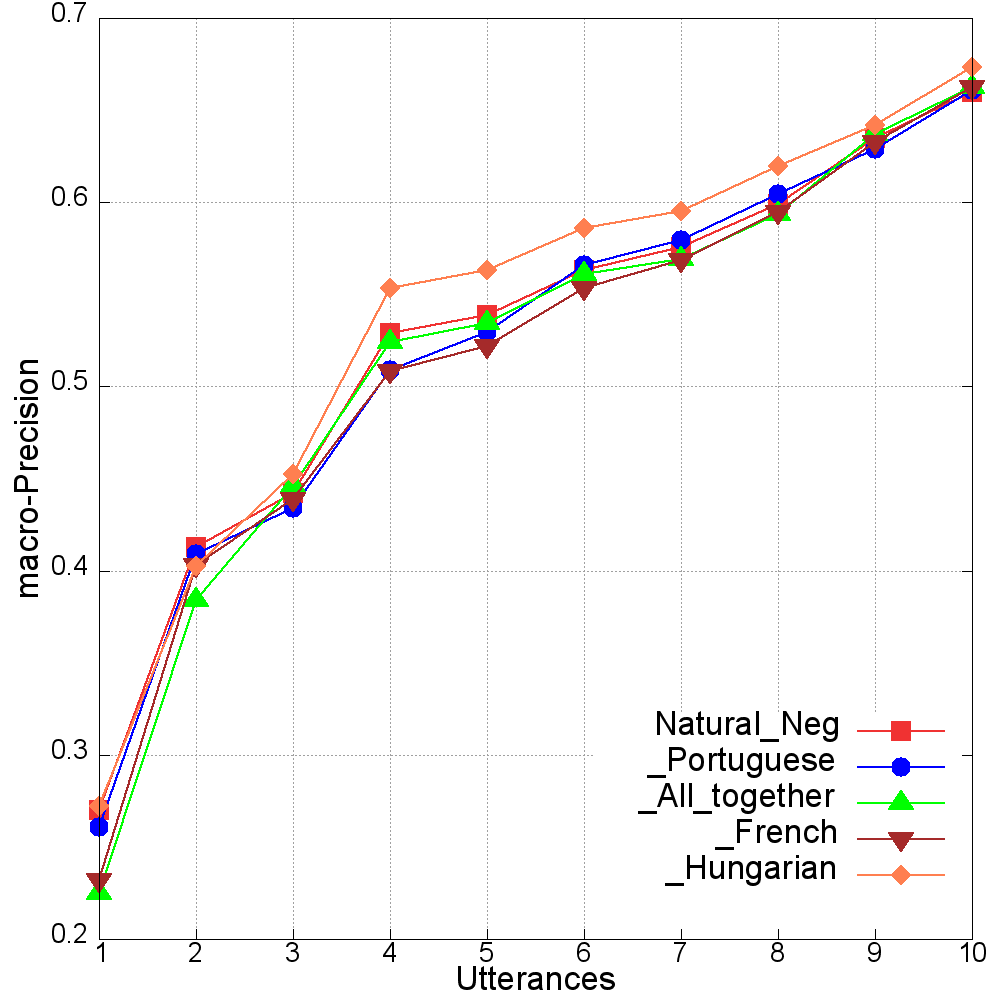 0.7
0.6
0.5
0.4
0.3
0.2
macro-Precision
Natural_Neg
_Portuguese
_All_together
_French
_Hungarian
1 2 3 4 5 6 7 8 9 10
Utterances